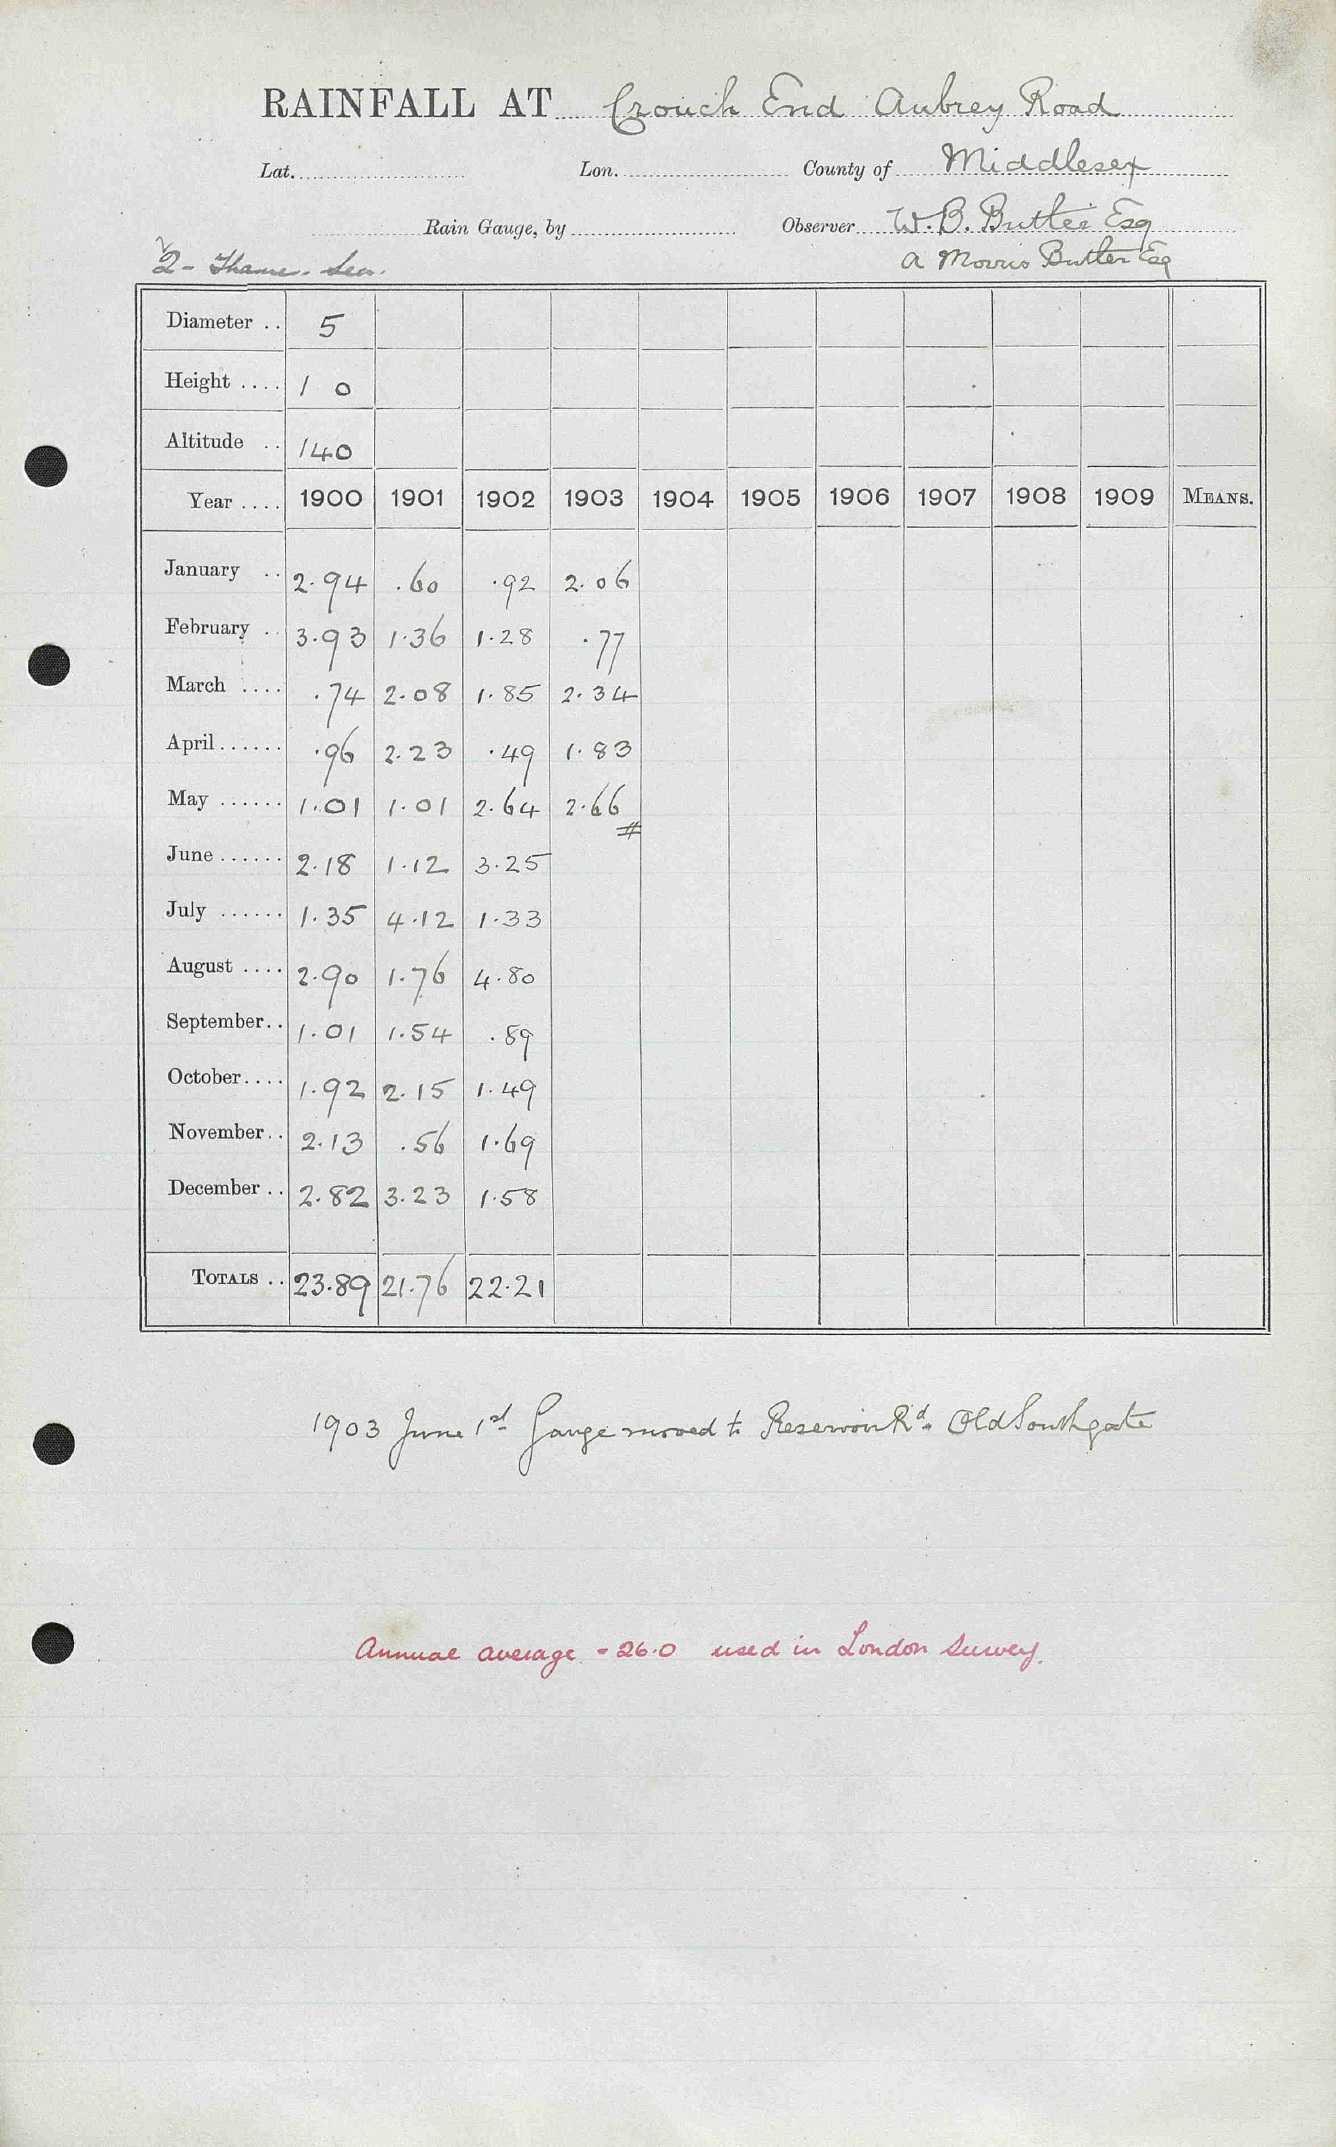 RAINFALL AT Crouch End Aubrey Road
Lat. Lon. County of Middlesex
Rain Gauge, by Observer W. B. Butler Esq
2 - Thames. Sea. A Morris Butler Esq
Diameter .. 5
Height .... 1 0
Altitude .. 140
Year .... 1900 1901 1902 1903 1904 1905 1906 1907 1908 1909 MEANS.
January .. 2.94 .60 .92 2.06
February .. 3.93 1.36 1.28 .77
March .... .74 2.08 1.85 2.34
April ...... .96 2.23 .49 1.83
May ...... 1.01 1.01 2.64 2.66
#
June ...... 2.18 1.12 3.25
July ...... 1.35 4.12 1.33
August .... 2.90 1.76 4.80
September.. 1.01 1.54 .89
October.... 1.92 2.15 1.49
November.. 2.13 .56 1.69
December .. 2.82 3.23 1.58
TOTALS .. 23.89 21.76 22.21
1903 June 1st Gauge moved to Reservoir Rd. Old Southgate
Annual average = 26.0 used in London Survey.